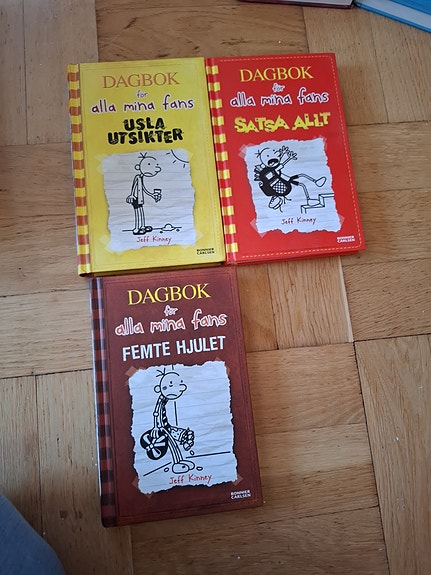 DAGBOK
för
alla mina fans
USLA
UTSIKTER
Jeff Kinney
BONNIER
CARLSEN
DAGBOK
för
alla mina fans
SATSA ALLT
Jeff Kinney
BONNIER
CARLSEN
DAGBOK
för
alla mina fans
FEMTE HJULET
Jeff Kinney
BONNIER
CARLSEN